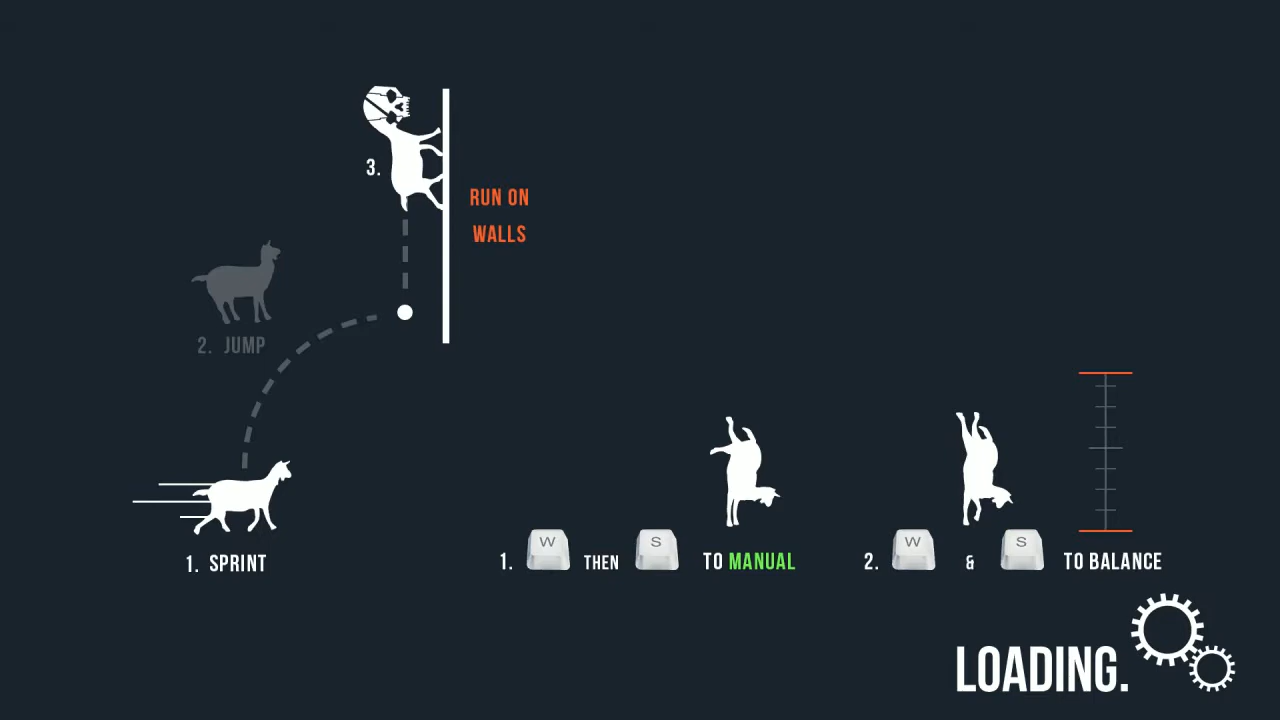 3.
RUN ON
WALLS
2. JUMP
1. SPRINT
1. W THEN S TO MANUAL
2. W & S TO BALANCE
LOADING.